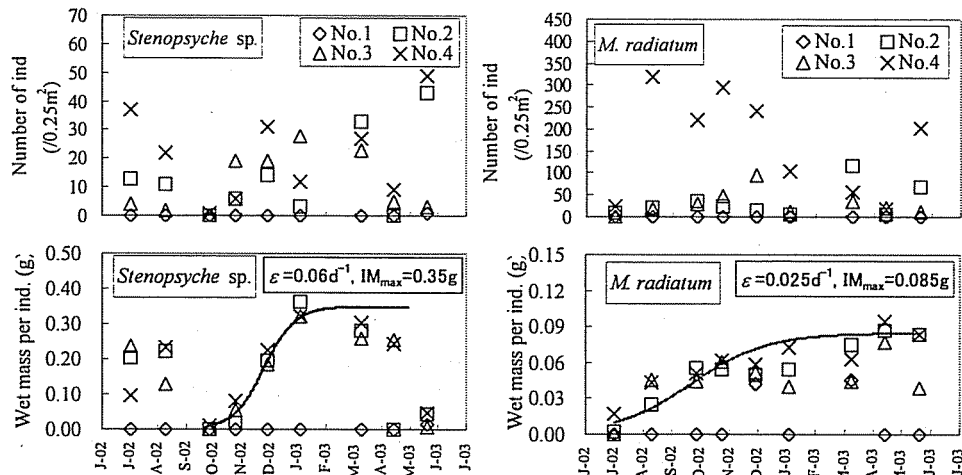 Number of ind
(/0.25m²)
70
60
50
40
30
20
10
0
Stenopsyche sp.
◇ No.1 □ No.2
△ No.3 × No.4
Number of ind
(/0.25m²)
450
400
350
300
250
200
150
100
50
0
M. radiatum
◇ No.1 □ No.2
△ No.3 × No.4
Wet mass per ind. (g)
0.50
0.40
0.30
0.20
0.10
0.00
Stenopsyche sp.
ε=0.06d⁻¹, IMmax=0.35g
J-02
J-02
A-02
S-02
O-02
N-02
D-02
J-03
F-03
M-03
A-03
M-03
J-03
J-03
Wet mass per ind. (g)
0.15
0.12
0.09
0.06
0.03
0.00
M. radiatum
ε=0.025d⁻¹, IMmax=0.085g
J-02
J-02
A-02
S-02
O-02
N-02
D-02
J-03
F-03
M-03
A-03
M-03
J-03